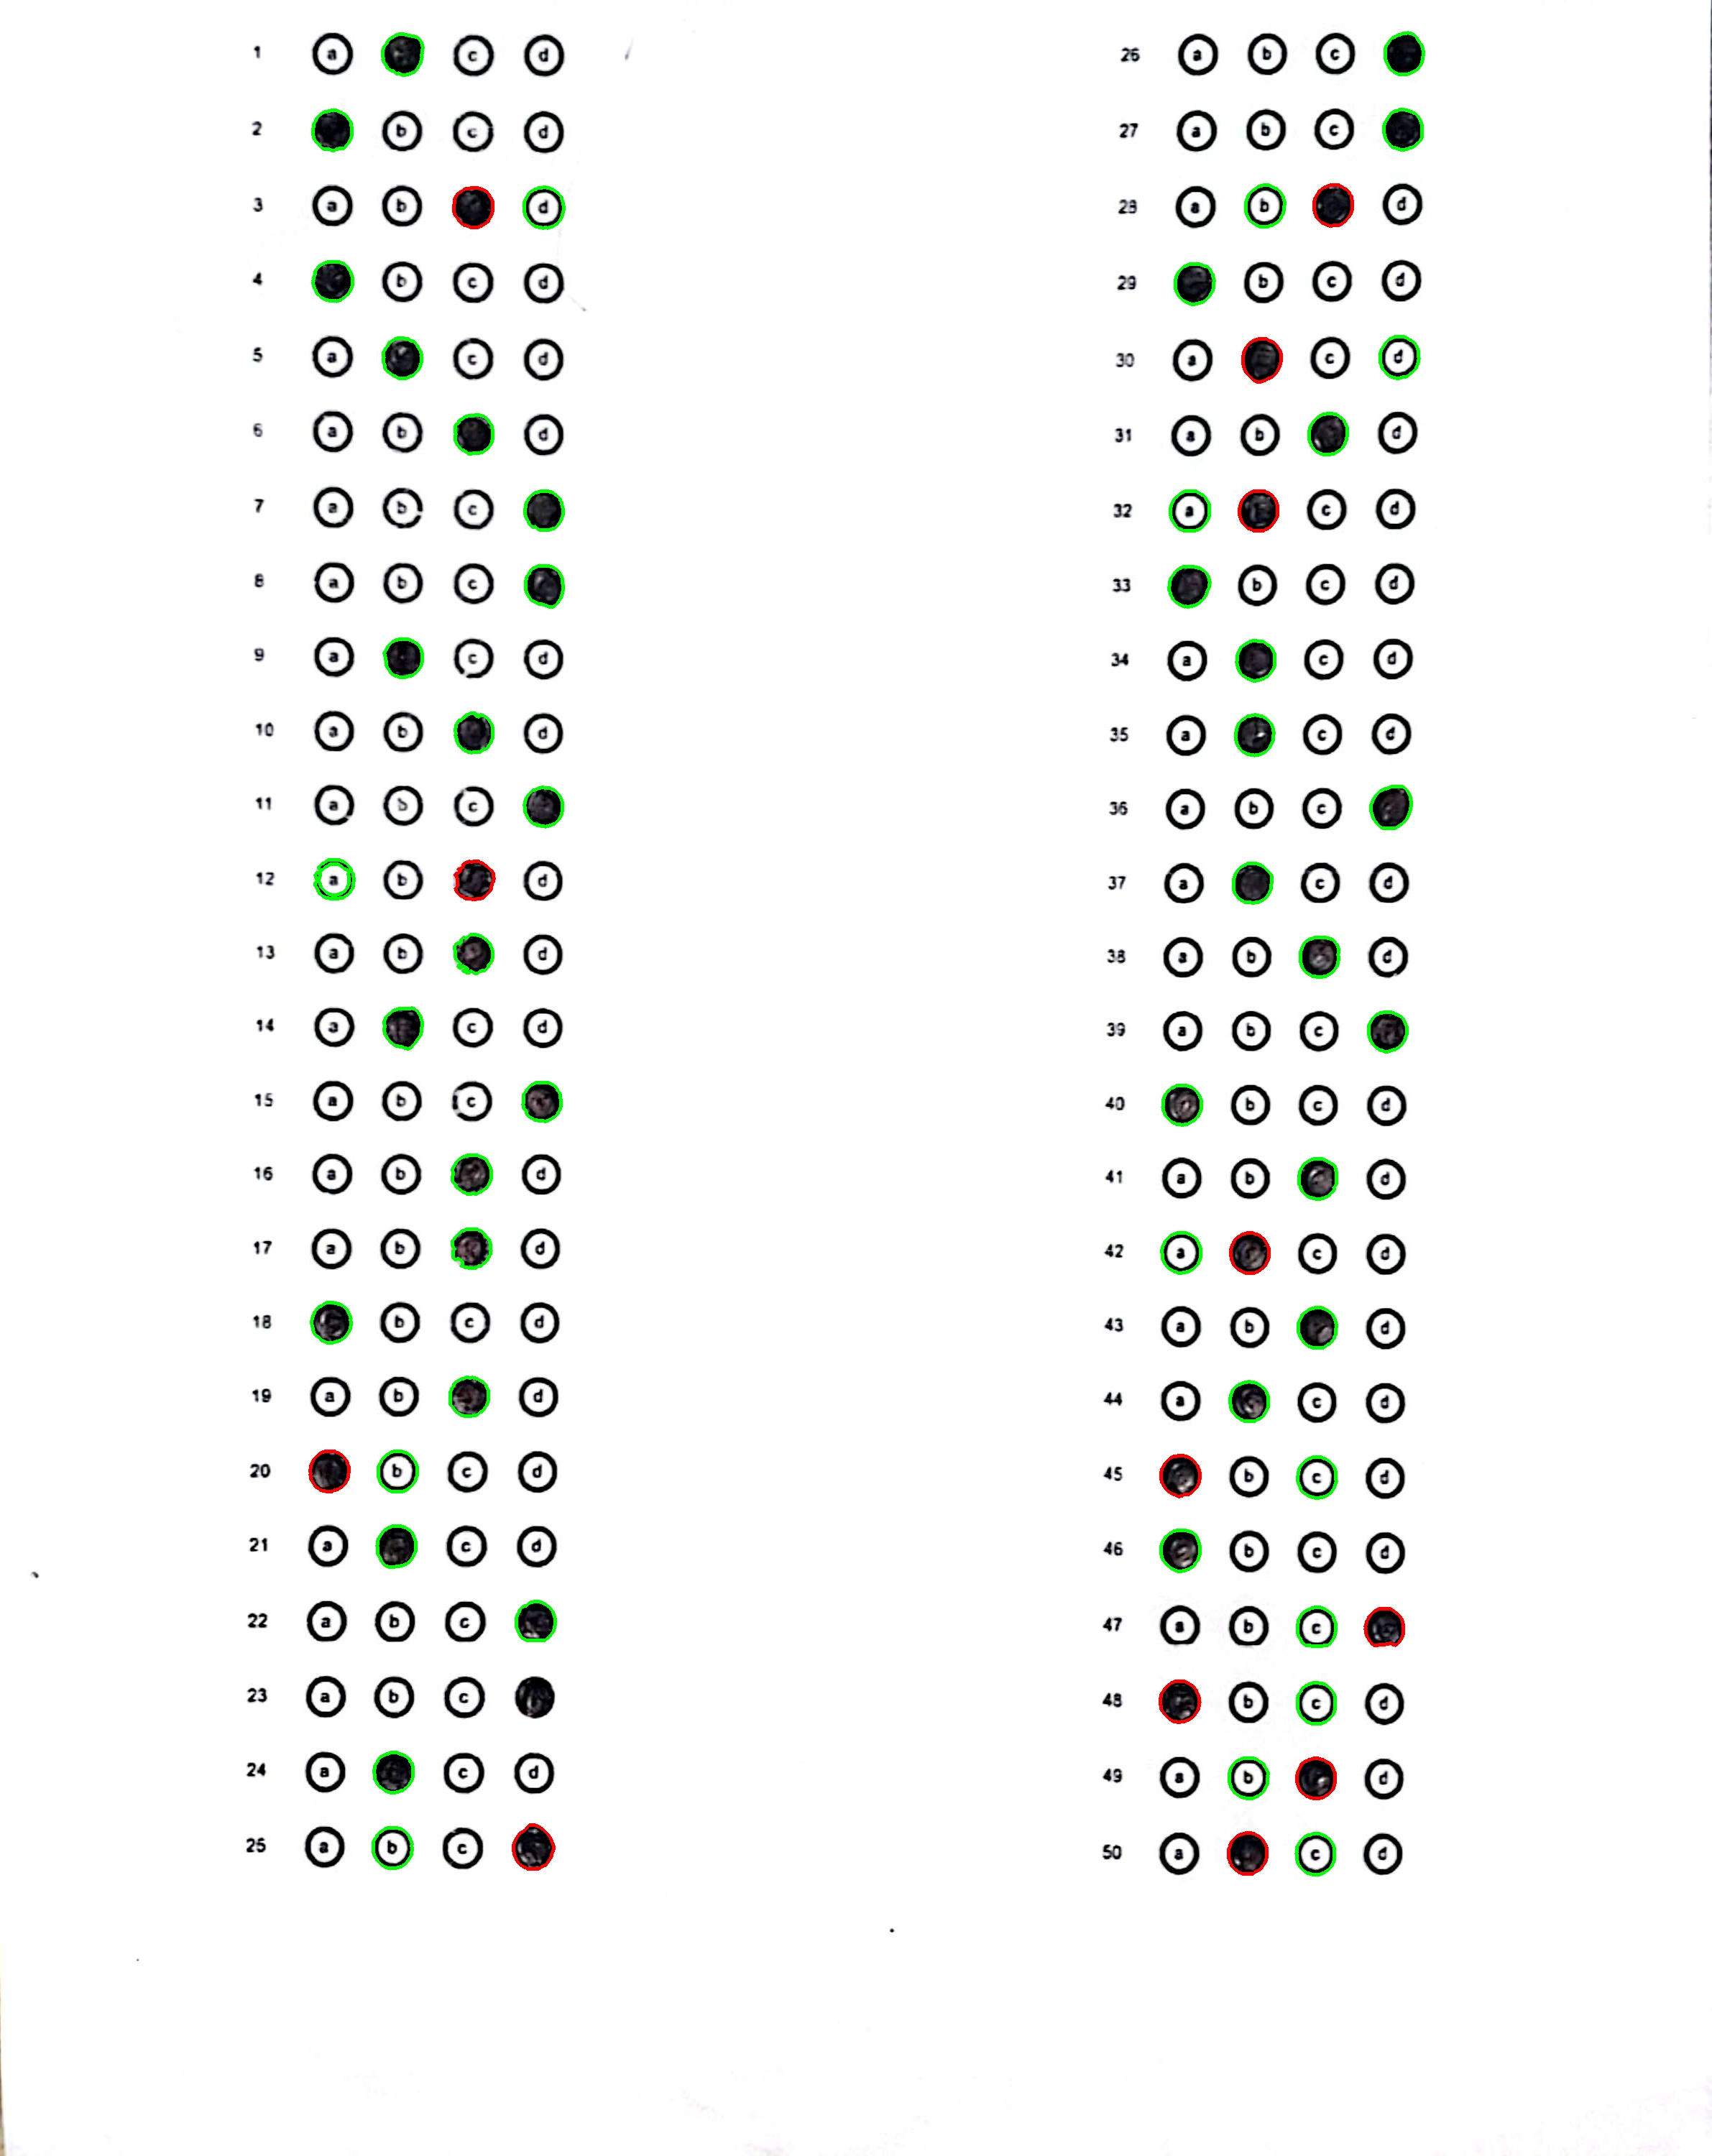 1 a c d
2 b c d
3 a b d
4 b c d
5 a c d
6 a b d
7 a b c
8 a b c
9 a c d
10 a b d
11 a b c
12 a b d
13 a b d
14 a c d
15 a b c
16 a b d
17 a b d
18 b c d
19 a b d
20 b c d
21 a c d
22 a b c
23 a b c
24 a c d
25 a b c
26 a b c
27 a b c
28 a b d
29 b c d
30 a c d
31 a b d
32 a c d
33 b c d
34 a c d
35 a c d
36 a b c
37 a c d
38 a b d
39 a b c
40 b c d
41 a b d
42 a c d
43 a b d
44 a c d
45 b c d
46 b c d
47 a b c
48 b c d
49 a b d
50 a c d